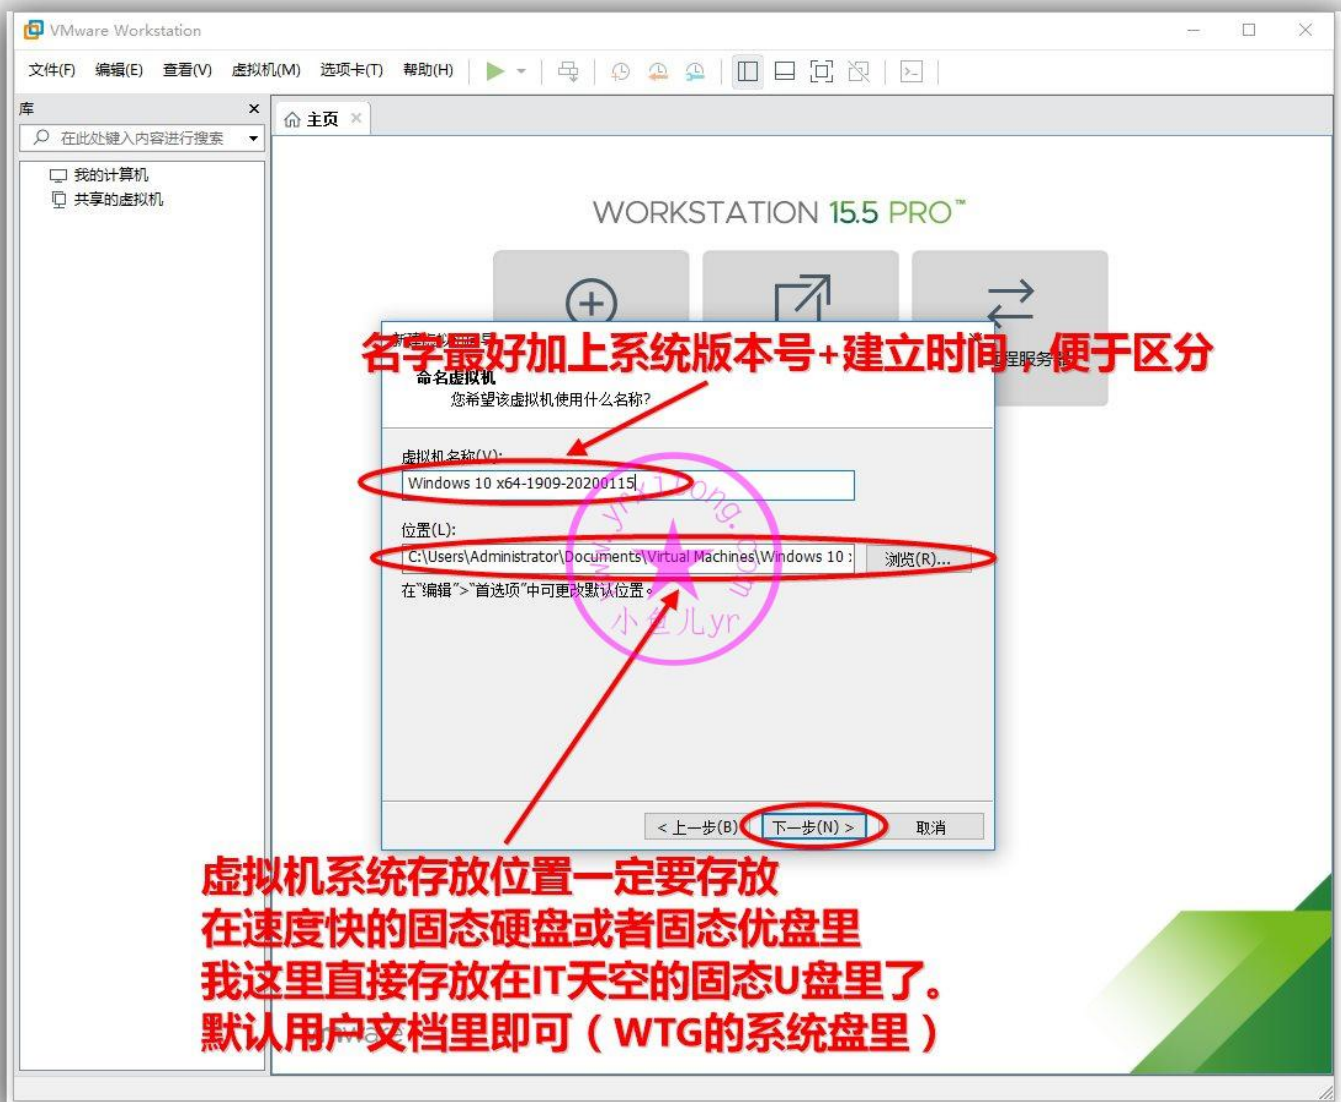 VMware Workstation
文件(F) 编辑(E) 查看(V) 虚拟机(M) 选项卡(T) 帮助(H)
库
主页
在此处键入内容进行搜索
我的计算机
共享的虚拟机
WORKSTATION 15.5 PRO™
名字最好加上系统版本号+建立时间，便于区分
命名虚拟机
您希望该虚拟机使用什么名称?
虚拟机名称(V):
Windows 10 x64-1909-20200115
位置(L):
C:\Users\Administrator\Documents\Virtual Machines\Windows 10
浏览(R)...
在"编辑">"首选项"中可更改默认位置。
www.yrxitong.com
小鱼儿yr
< 上一步(B)
下一步(N) >
取消
虚拟机系统存放位置一定要存放
在速度快的固态硬盘或者固态优盘里
我这里直接存放在IT天空的固态U盘里了。
默认用户文档里即可（WTG的系统盘里）